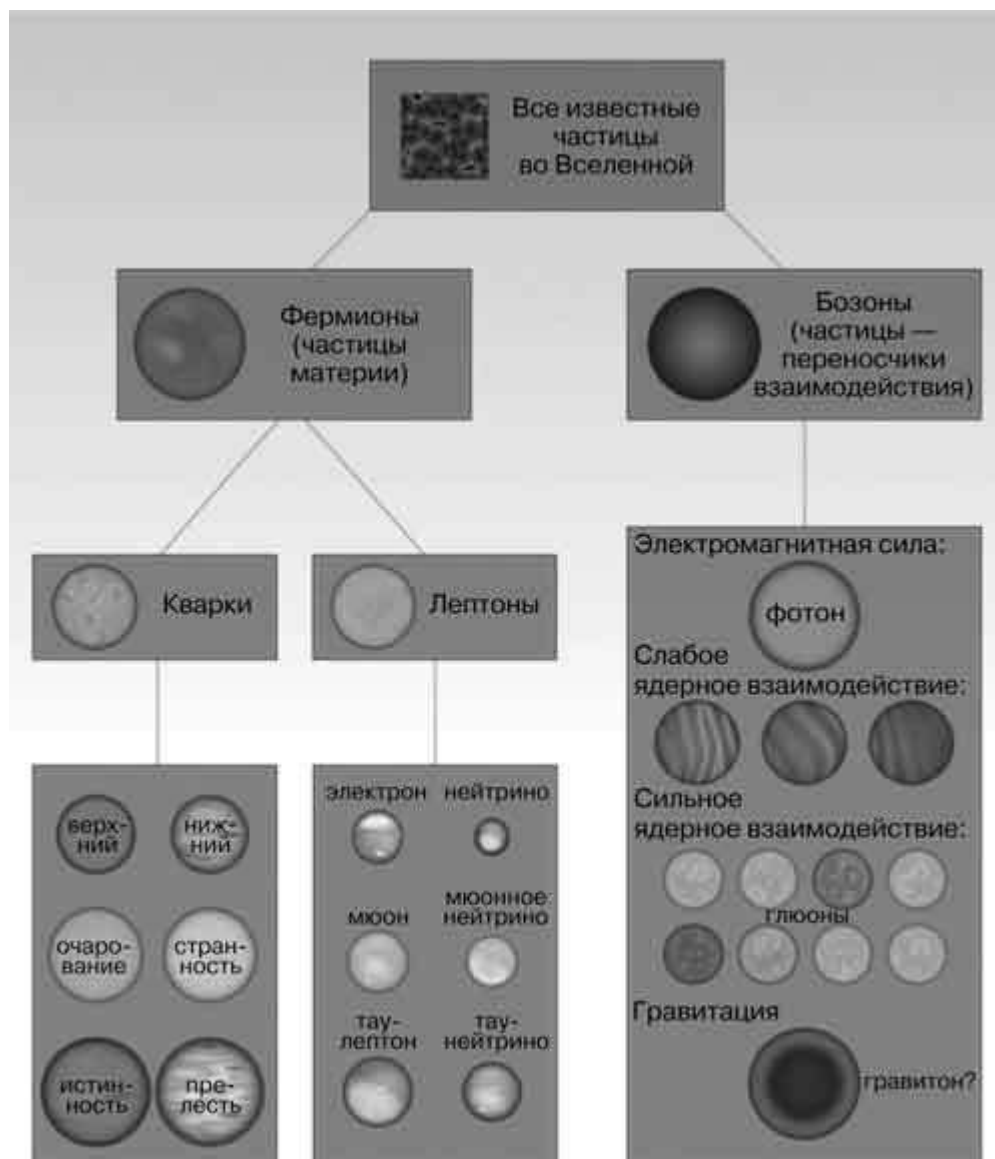 Все известные
частицы
во Вселенной
Фермионы
(частицы
материи)
Бозоны
(частицы —
переносчики
взаимодействия)
Кварки
Лептоны
верх-
ний
ниж-
ний
очаро-
вание
стран-
ность
истин-
ность
пре-
лесть
электрон
нейтрино
мюон
мюонное
нейтрино
тау-
лептон
тау-
нейтрино
Электромагнитная сила:
фотон
Слабое
ядерное взаимодействие:
Сильное
ядерное взаимодействие:
глюоны
Гравитация
гравитон?